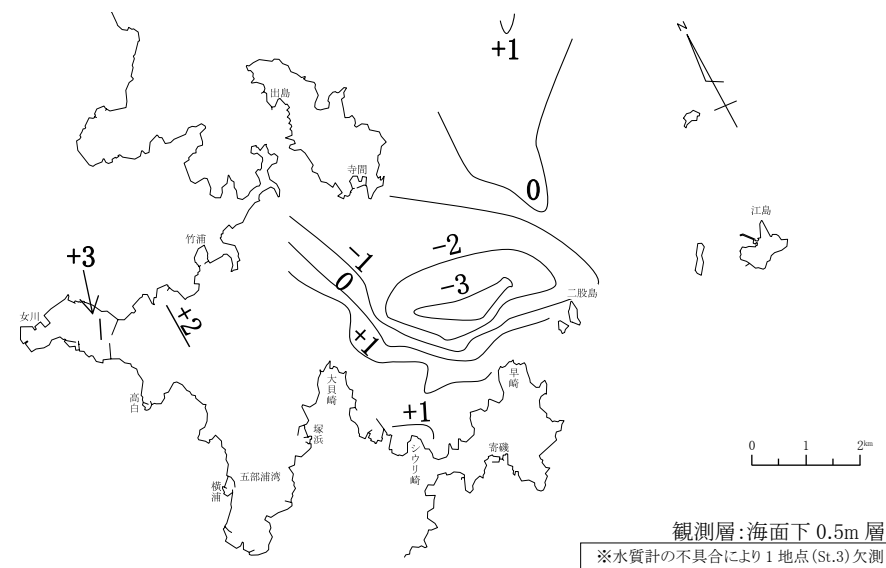 +1
N
出島
寺間
0
江島
竹浦
+3
-1
-2
0
-3
二股島
女川
+2
+1
大貝崎
早崎
高白
+1
塚浜
シウリ崎
寄磯
五部浦湾
横浦
0 1 2km
観測層:海面下 0.5m 層
※水質計の不具合により1地点(St.3)欠測